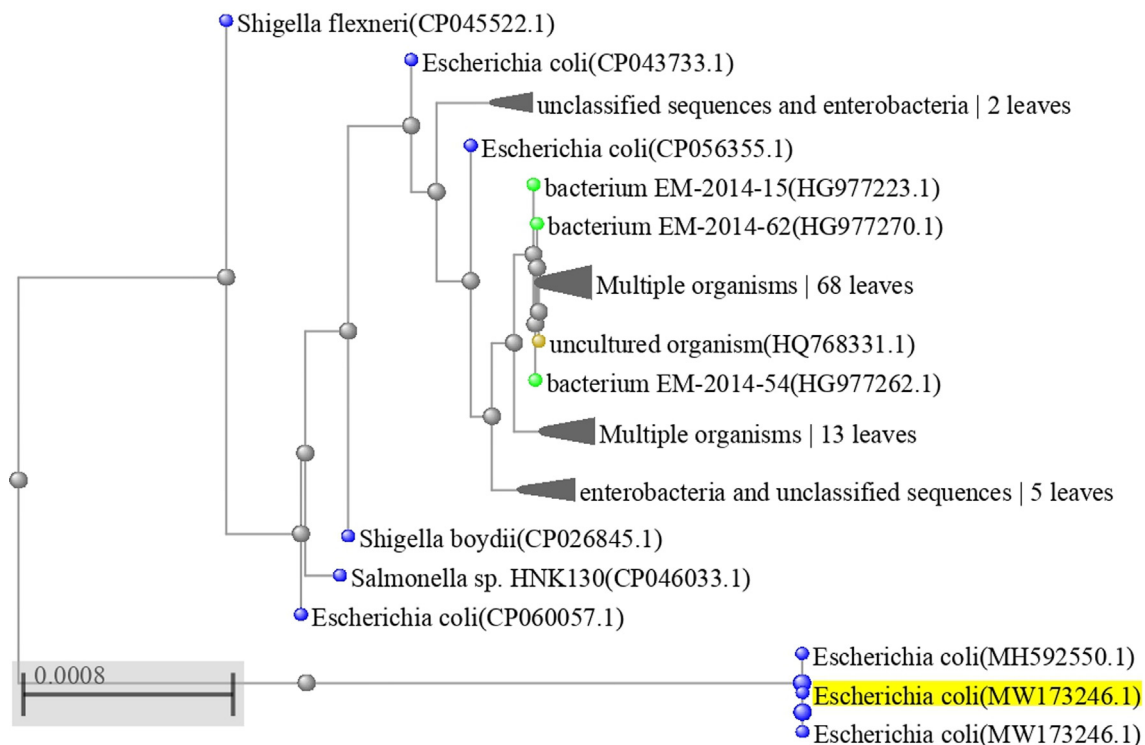 Shigella flexneri(CP045522.1)
Escherichia coli(CP043733.1)
unclassified sequences and enterobacteria | 2 leaves
Escherichia coli(CP056355.1)
bacterium EM-2014-15(HG977223.1)
bacterium EM-2014-62(HG977270.1)
Multiple organisms | 68 leaves
uncultured organism(HQ768331.1)
bacterium EM-2014-54(HG977262.1)
Multiple organisms | 13 leaves
enterobacteria and unclassified sequences | 5 leaves
Shigella boydii(CP026845.1)
Salmonella sp. HNK130(CP046033.1)
Escherichia coli(CP060057.1)
Escherichia coli(MH592550.1)
0.0008
Escherichia coli(MW173246.1)
Escherichia coli(MW173246.1)